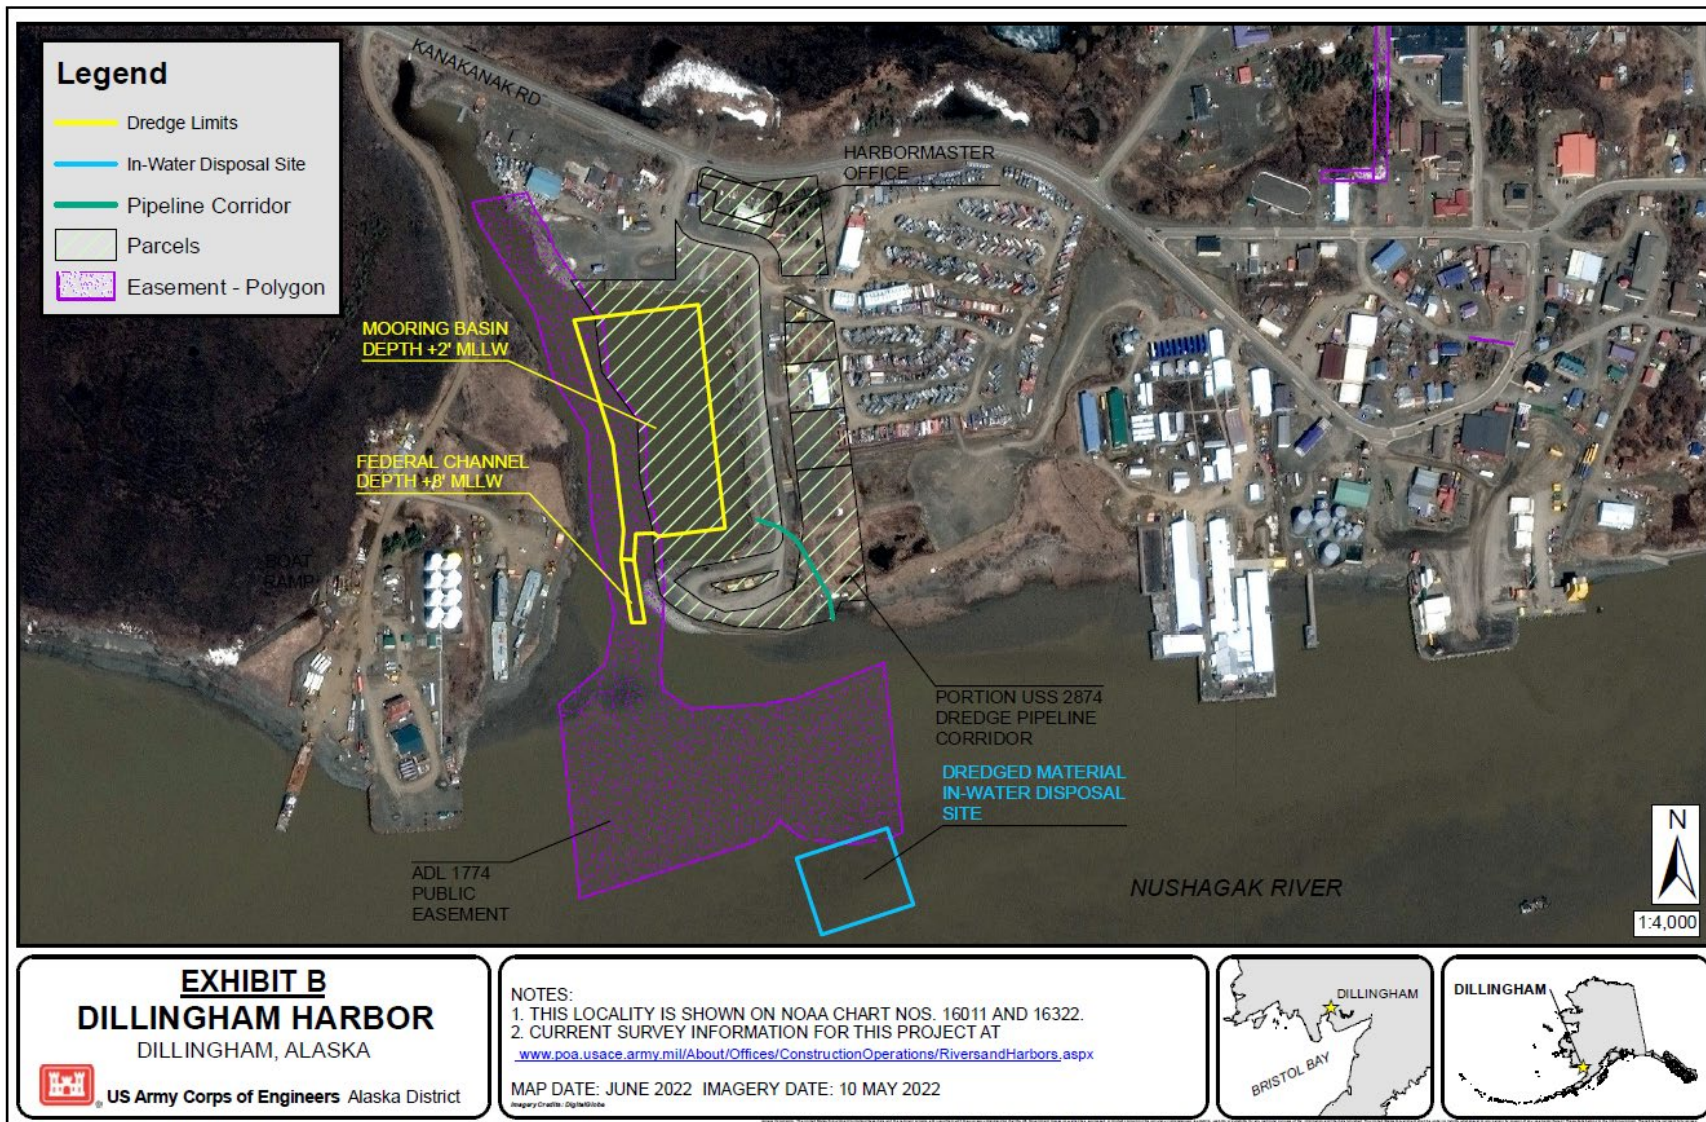 Legend
Dredge Limits
In-Water Disposal Site
Pipeline Corridor
Parcels
Easement - Polygon
KANAKANAK RD
HARBORMASTER
OFFICE
MOORING BASIN
DEPTH +2' MLLW
FEDERAL CHANNEL
DEPTH +8' MLLW
BOAT
RAMP
PORTION USS 2874
DREDGE PIPELINE
CORRIDOR
DREDGED MATERIAL
IN-WATER DISPOSAL
SITE
ADL 1774
PUBLIC
EASEMENT
NUSHAGAK RIVER
N
1:4,000
EXHIBIT B
DILLINGHAM HARBOR
DILLINGHAM, ALASKA
US Army Corps of Engineers Alaska District
NOTES:
1. THIS LOCALITY IS SHOWN ON NOAA CHART NOS. 16011 AND 16322.
2. CURRENT SURVEY INFORMATION FOR THIS PROJECT AT
www.poa.usace.army.mil/About/Offices/ConstructionOperations/RiversandHarbors.aspx
MAP DATE: JUNE 2022 IMAGERY DATE: 10 MAY 2022
Imagery Credits: DigitalGlobe
DILLINGHAM
BRISTOL BAY
DILLINGHAM